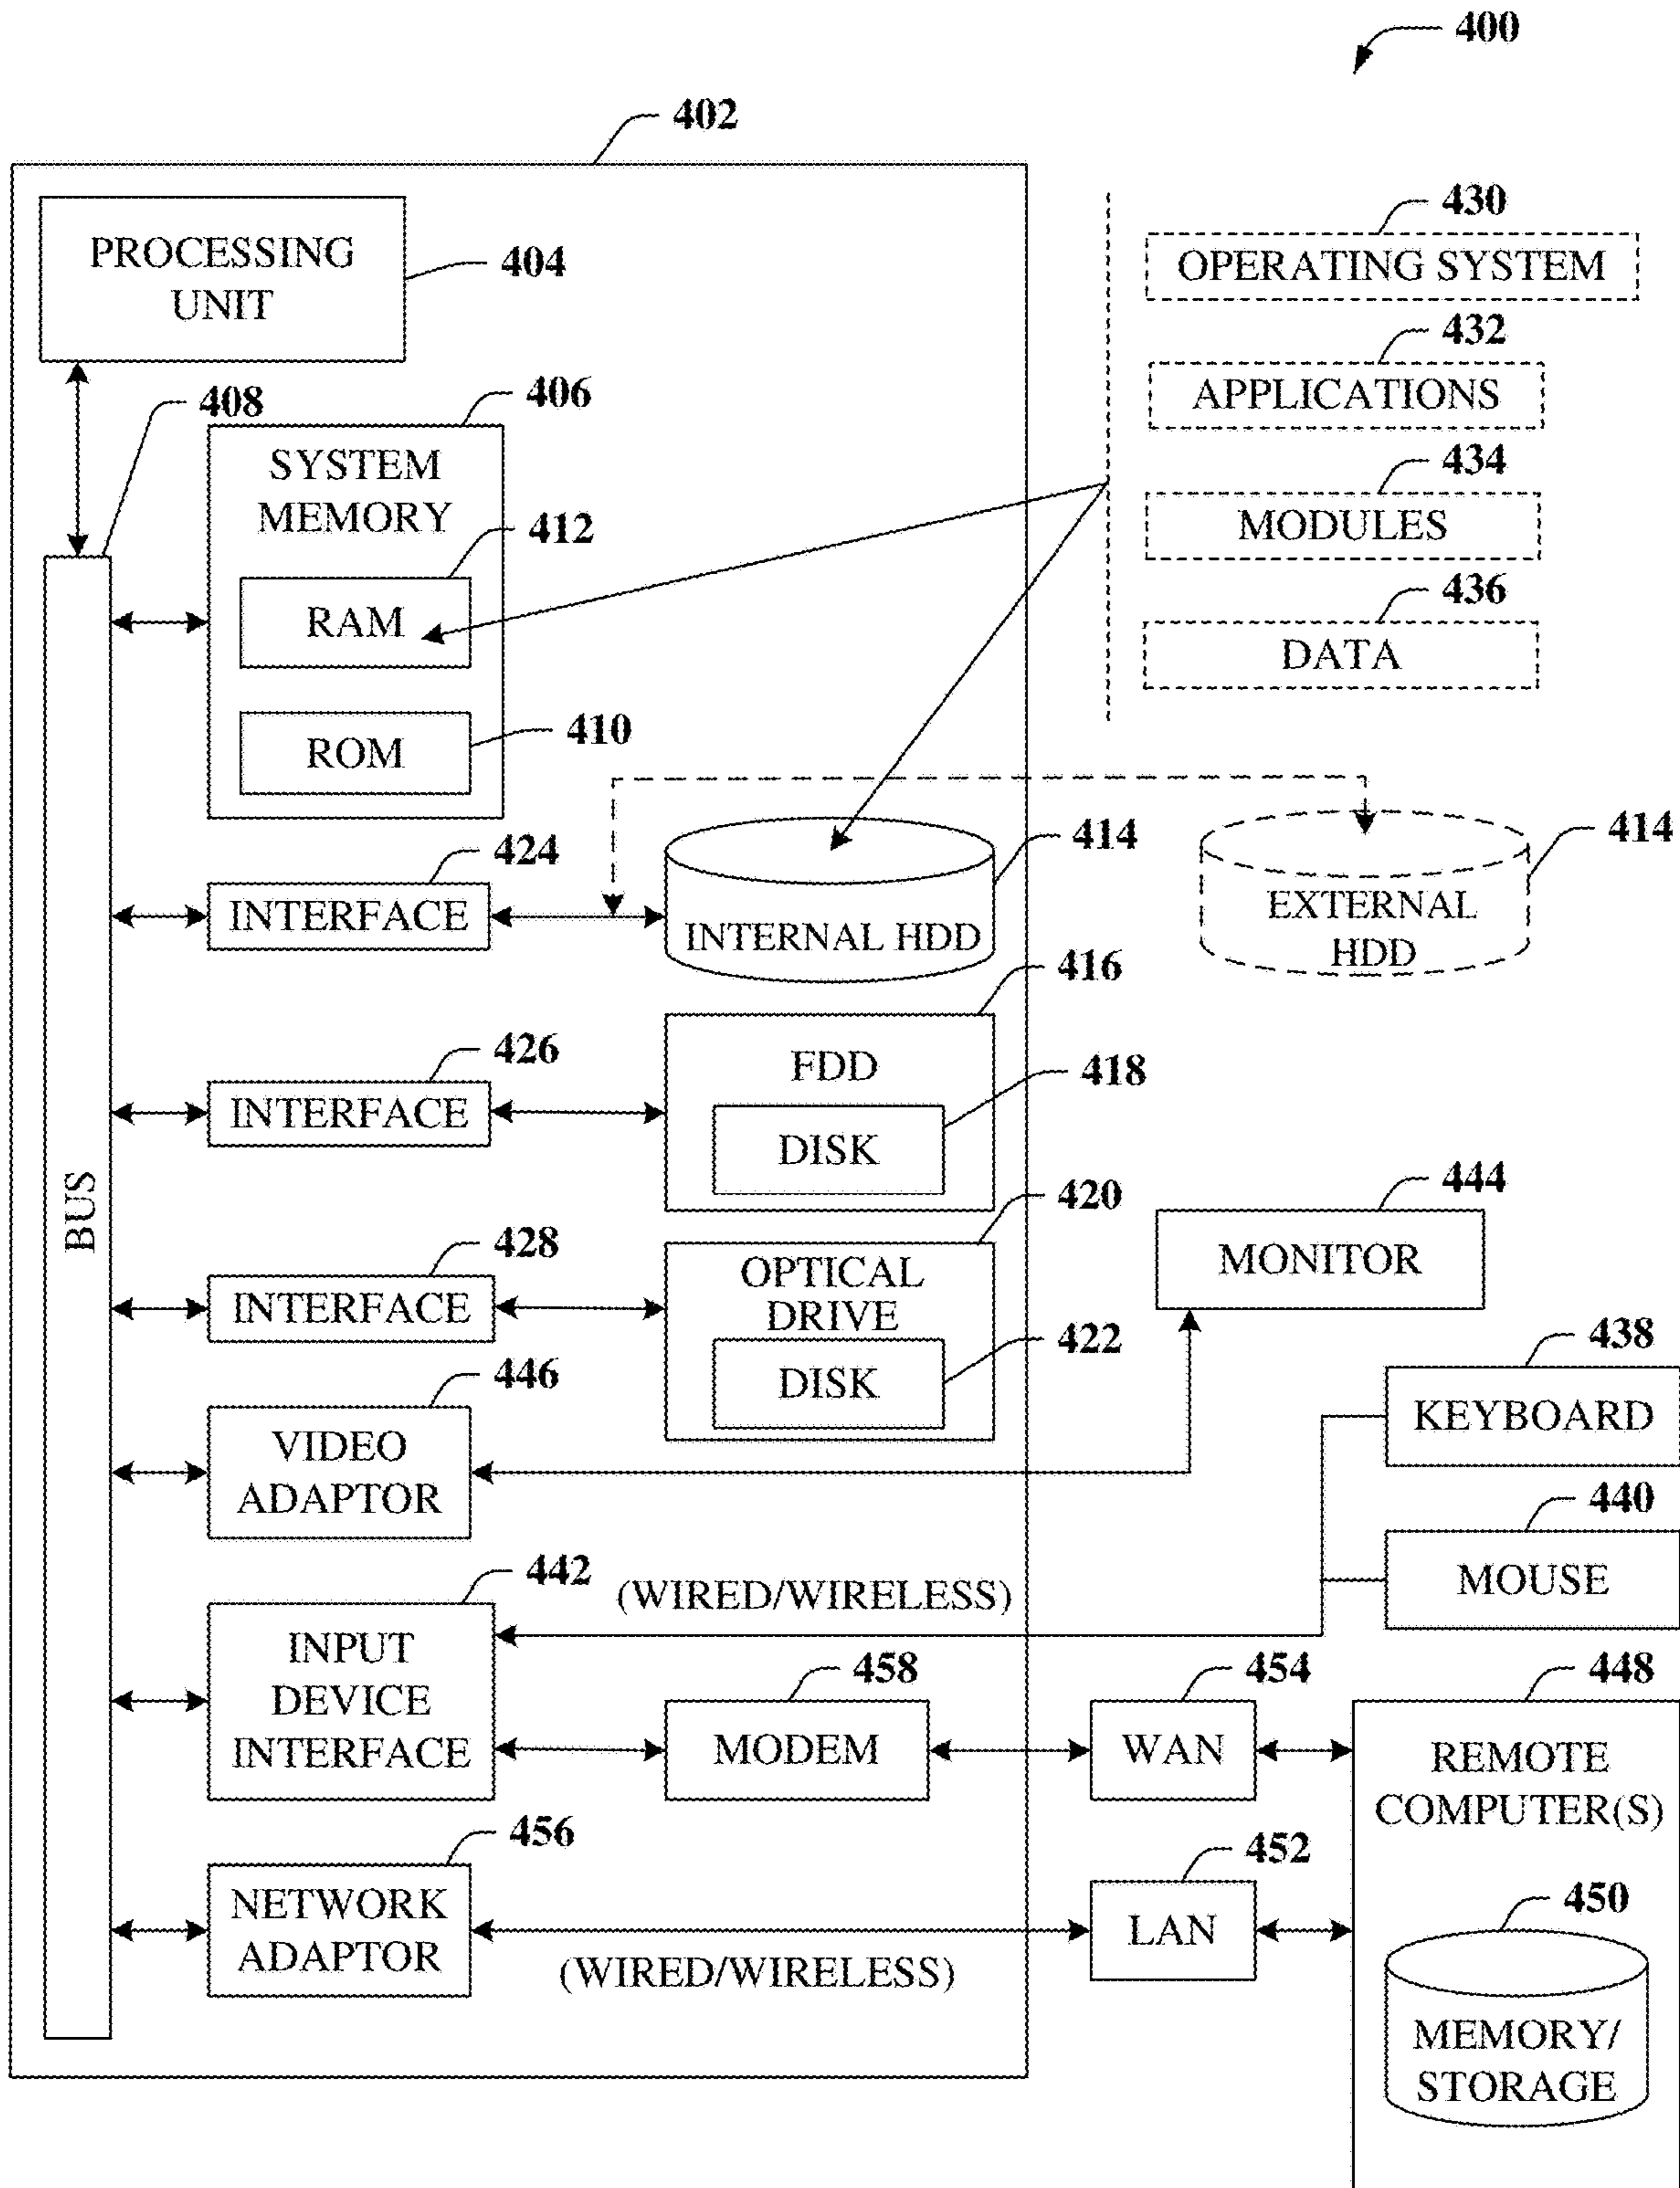 400
402
PROCESSING
UNIT
404
430
OPERATING SYSTEM
432
APPLICATIONS
434
MODULES
436
DATA
408
406
SYSTEM
MEMORY
412
RAM
410
ROM
BUS
424
INTERFACE
414
INTERNAL HDD
414
EXTERNAL
HDD
426
INTERFACE
416
FDD
418
DISK
428
INTERFACE
420
OPTICAL
DRIVE
422
DISK
444
MONITOR
446
VIDEO
ADAPTOR
438
KEYBOARD
440
MOUSE
442
INPUT
DEVICE
INTERFACE
(WIRED/WIRELESS)
458
MODEM
454
WAN
448
REMOTE
COMPUTER(S)
456
NETWORK
ADAPTOR
(WIRED/WIRELESS)
452
LAN
450
MEMORY/
STORAGE